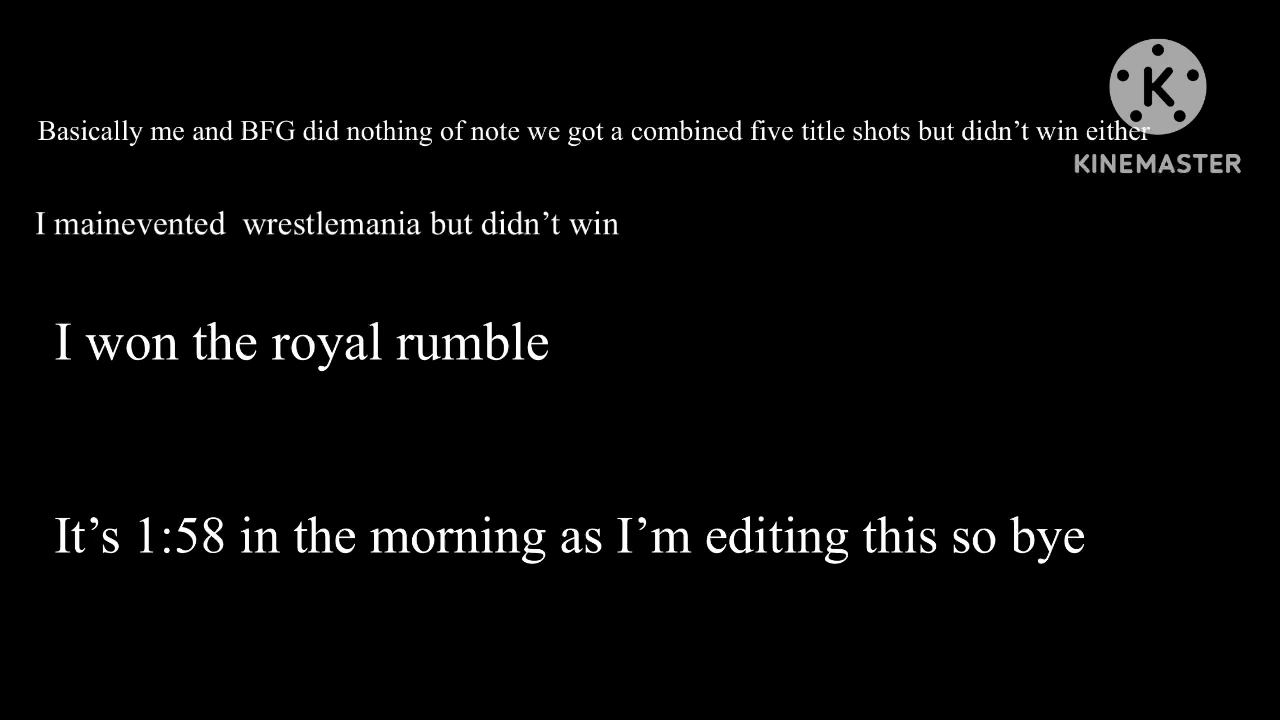 Basically me and BFG did nothing of note we got a combined five title shots but didn’t win either
K
KINEMASTER
I mainevented  wrestlemania but didn’t win
I won the royal rumble
It’s 1:58 in the morning as I’m editing this so bye